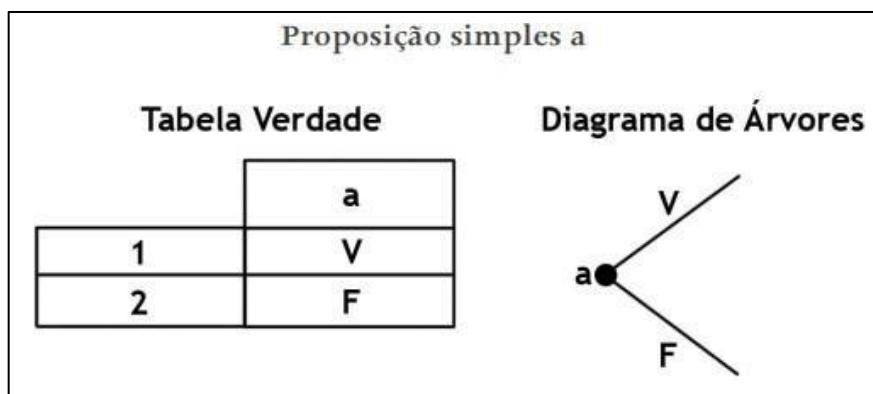 Proposição simples a
Tabela Verdade
Diagrama de Árvores
a
1 V
2 F
V
a
F